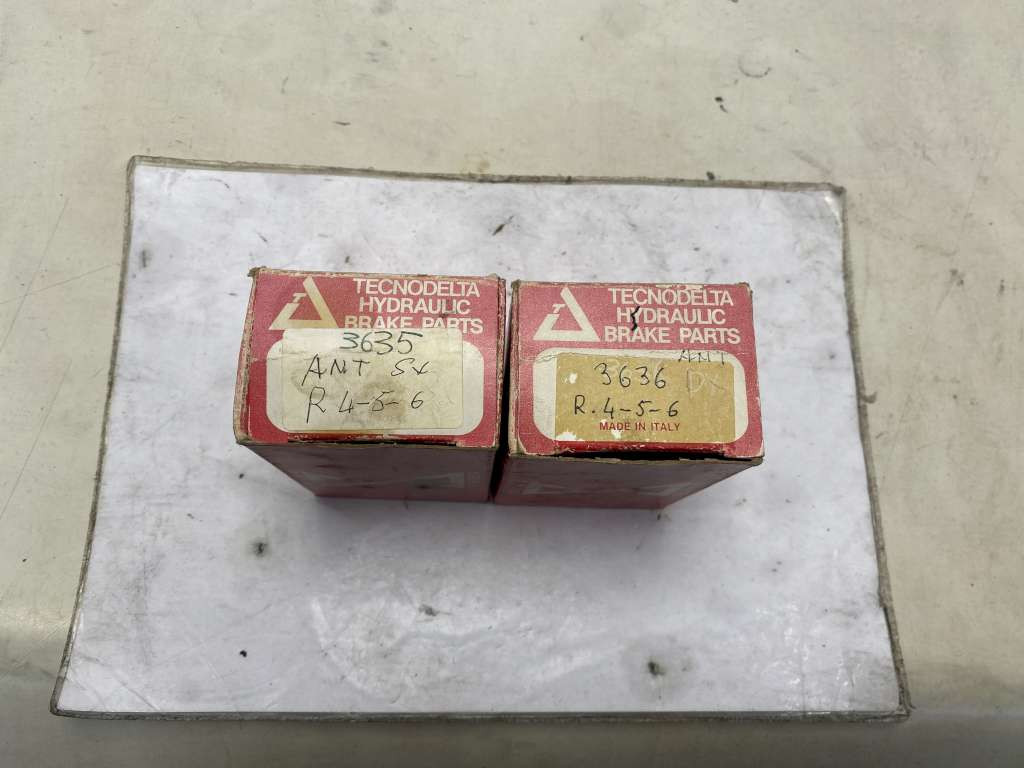 TECNODELTA
HYDRAULIC
BRAKE PARTS
3635
ANT Sx
R 4-5-6
TECNODELTA
HYDRAULIC
BRAKE PARTS
ANT
3636 Dx
R. 4-5-6
MADE IN ITALY